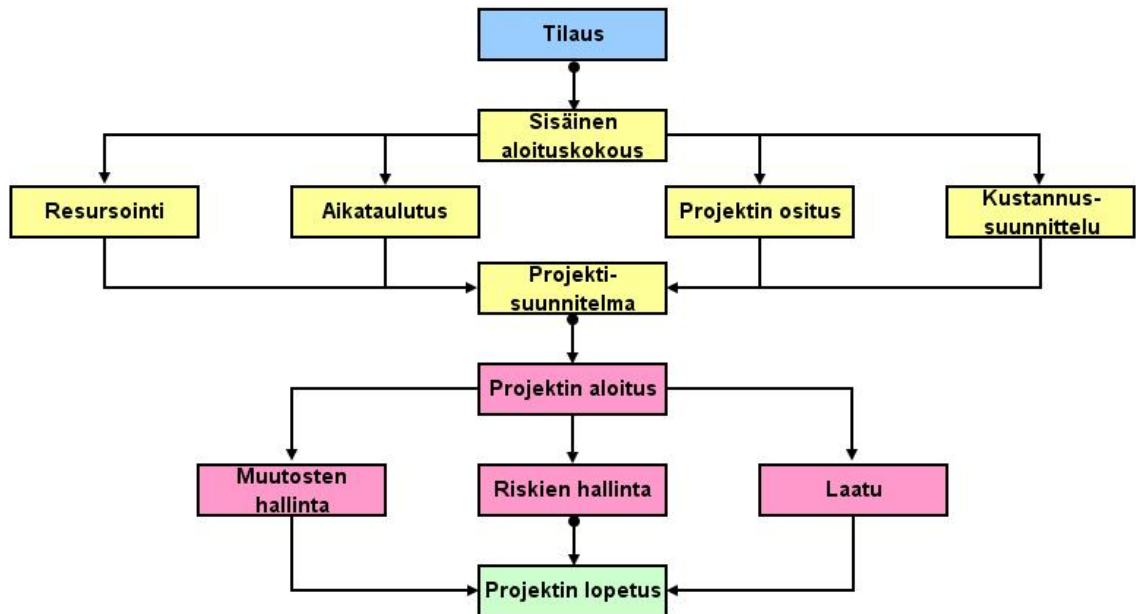 Tilaus
Sisäinen
aloituskokous
Resursointi
Aikataulutus
Projektin ositus
Kustannus-
suunnittelu
Projekti-
suunnitelma
Projektin aloitus
Muutosten
hallinta
Riskien hallinta
Laatu
Projektin lopetus